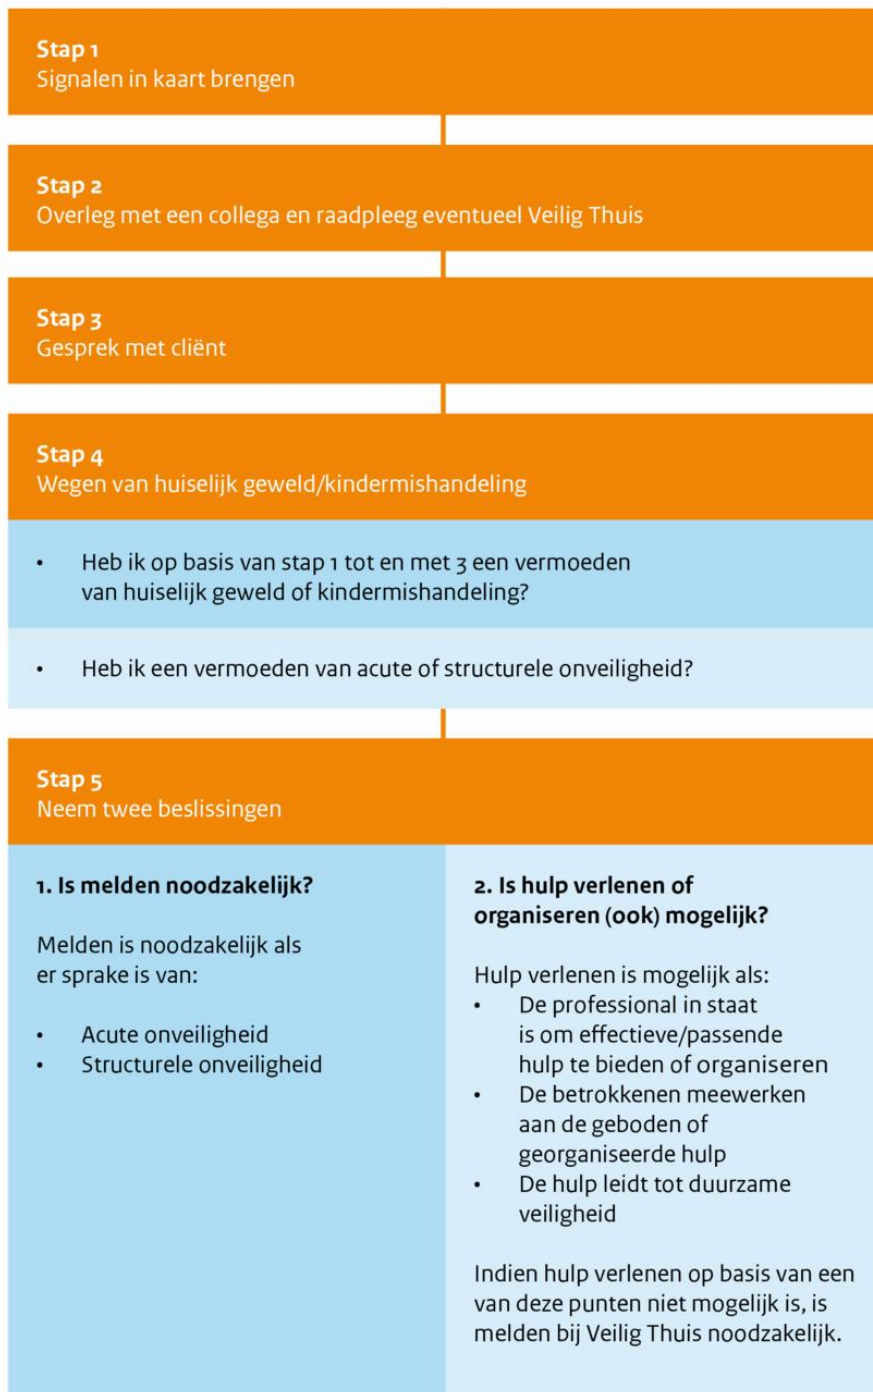 Stap 1
Signalen in kaart brengen
Stap 2
Overleg met een collega en raadpleeg eventueel Veilig Thuis
Stap 3
Gesprek met cliënt
Stap 4
Wegen van huiselijk geweld/kindermishandeling
• Heb ik op basis van stap 1 tot en met 3 een vermoeden
van huiselijk geweld of kindermishandeling?
• Heb ik een vermoeden van acute of structurele onveiligheid?
Stap 5
Neem twee beslissingen
1. Is melden noodzakelijk?
Melden is noodzakelijk als
er sprake is van:
• Acute onveiligheid
• Structurele onveiligheid
2. Is hulp verlenen of
organiseren (ook) mogelijk?
Hulp verlenen is mogelijk als:
• De professional in staat
is om effectieve/passende
hulp te bieden of organiseren
• De betrokkenen meewerken
aan de geboden of
georganiseerde hulp
• De hulp leidt tot duurzame
veiligheid
Indien hulp verlenen op basis van een
van deze punten niet mogelijk is, is
melden bij Veilig Thuis noodzakelijk.